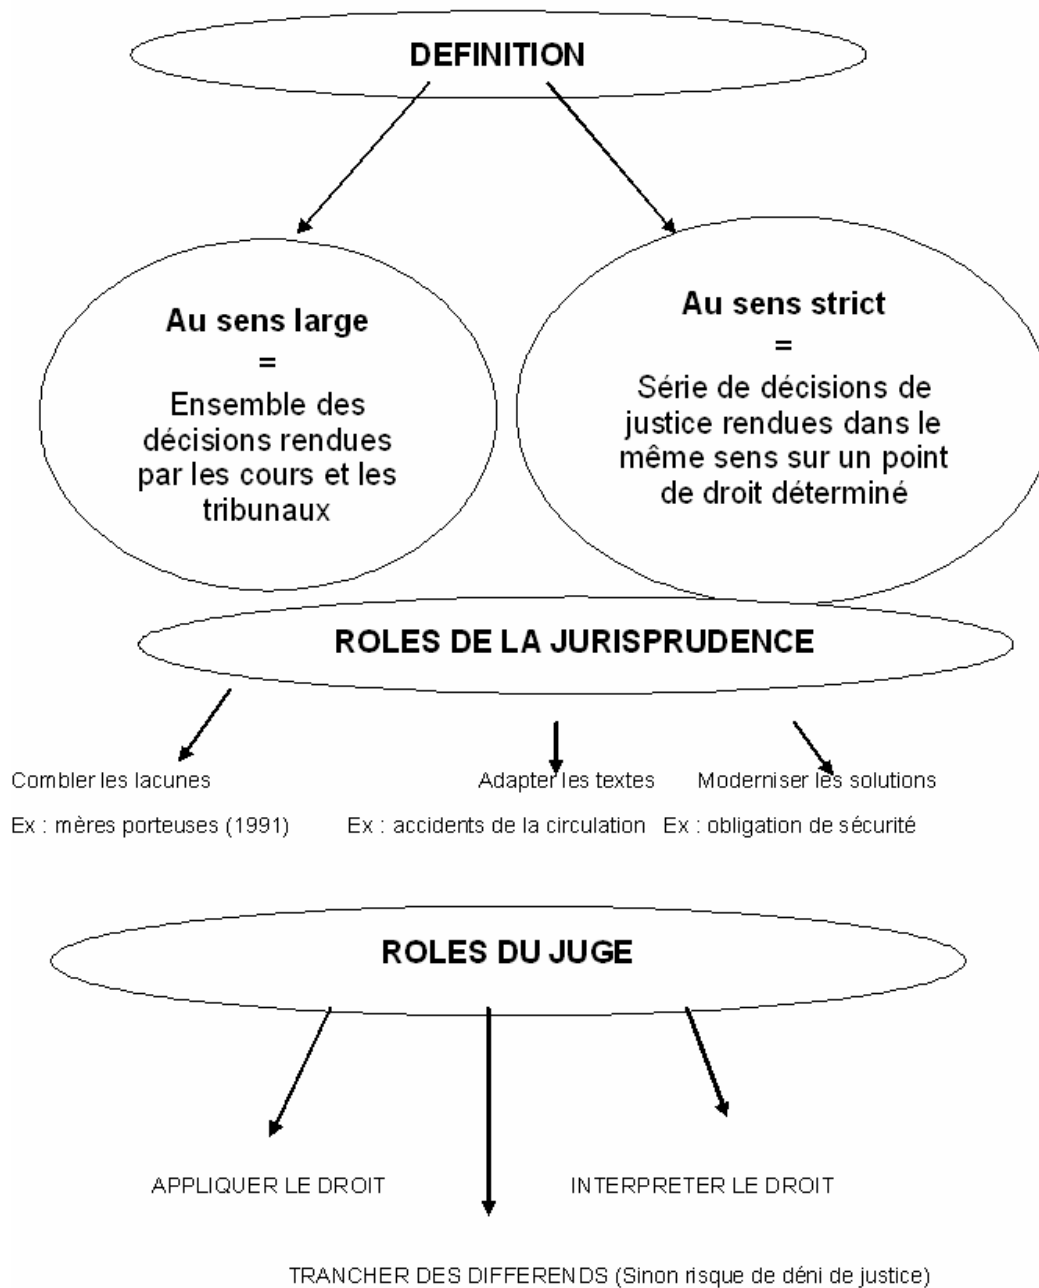 DEFINITION
Au sens large
=
Ensemble des
décisions rendues
par les cours et les
tribunaux
Au sens strict
=
Série de décisions de
justice rendues dans le
même sens sur un point
de droit déterminé
ROLES DE LA JURISPRUDENCE
Combler les lacunes
Adapter les textes
Moderniser les solutions
Ex : mères porteuses (1991)
Ex : accidents de la circulation
Ex : obligation de sécurité
ROLES DU JUGE
APPLIQUER LE DROIT
INTERPRETER LE DROIT
TRANCHER DES DIFFERENDS (Sinon risque de déni de justice)